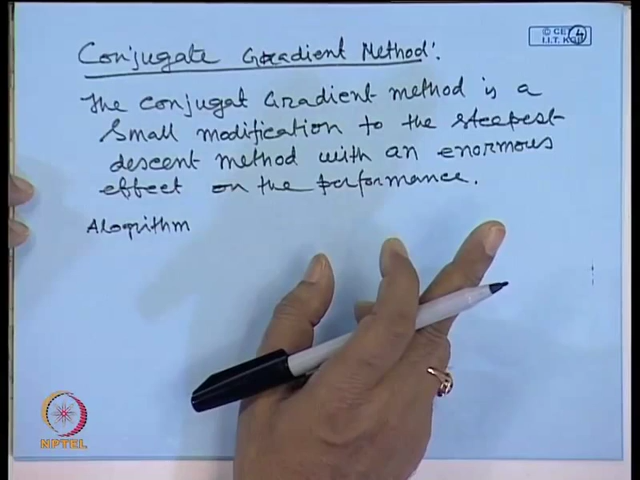 © CET
I.I.T. KGP
Conjugate Gradient Method:
The Conjugat Gradient method is a
Small modification to the steepest-
descent method with an enormous
effect on the performance.
Alogrithm
NPTEL